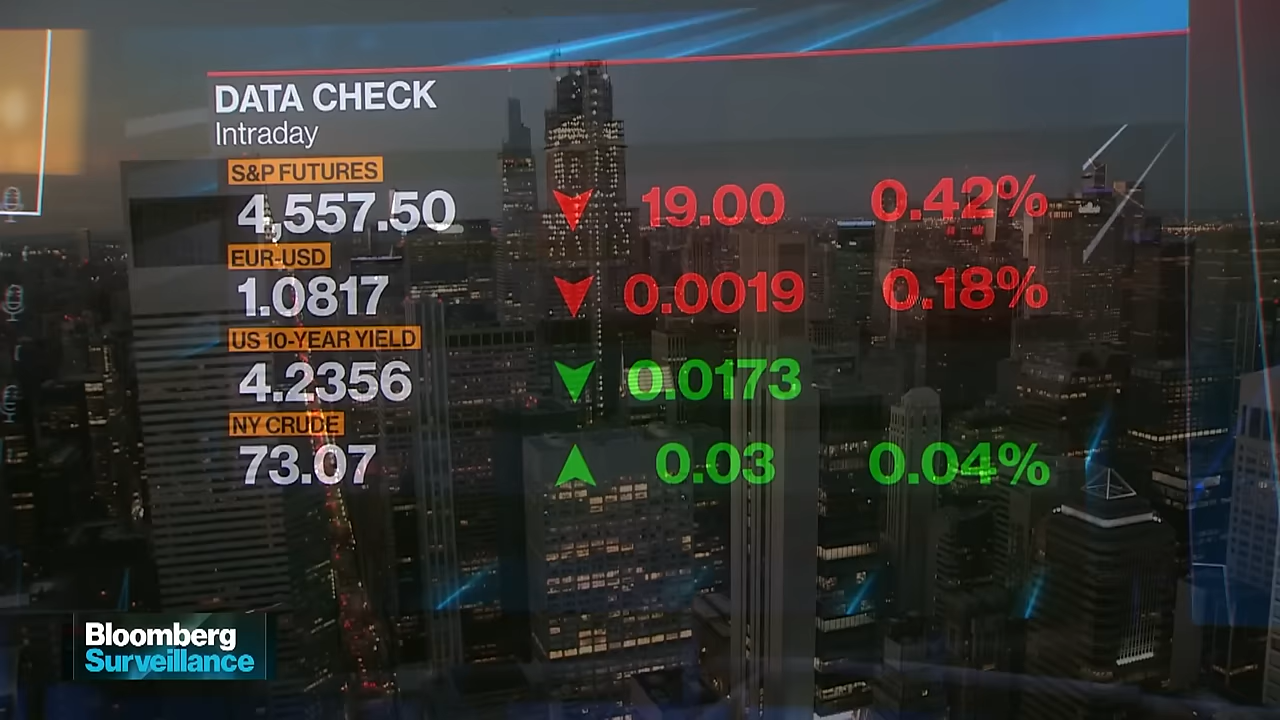 DATA CHECK
Intraday
S&P FUTURES
4,557.50 19.00 0.42%
EUR-USD
1.0817 0.0019 0.18%
US 10-YEAR YIELD
4.2356 0.0173
NY CRUDE
73.07 0.03 0.04%
Bloomberg
Surveillance